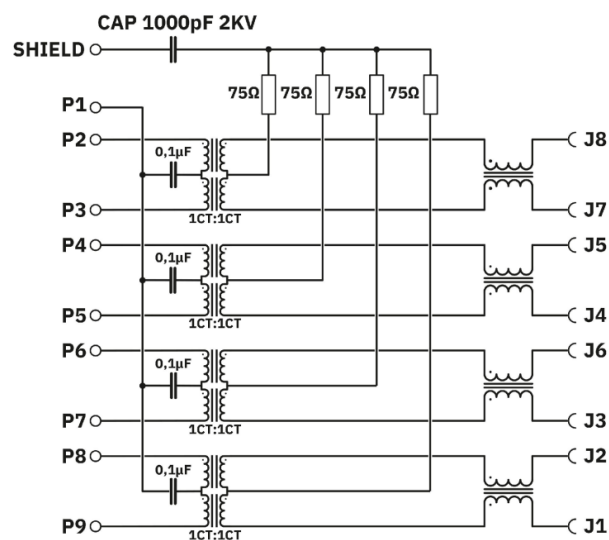 CAP 1000pF 2KV
SHIELD
75Ω 75Ω 75Ω 75Ω
P1
P2 J8
0,1µF
P3 J7
1CT:1CT
P4 J5
0,1µF
P5 J4
1CT:1CT
P6 J6
0,1µF
P7 J3
1CT:1CT
P8 J2
0,1µF
P9 J1
1CT:1CT